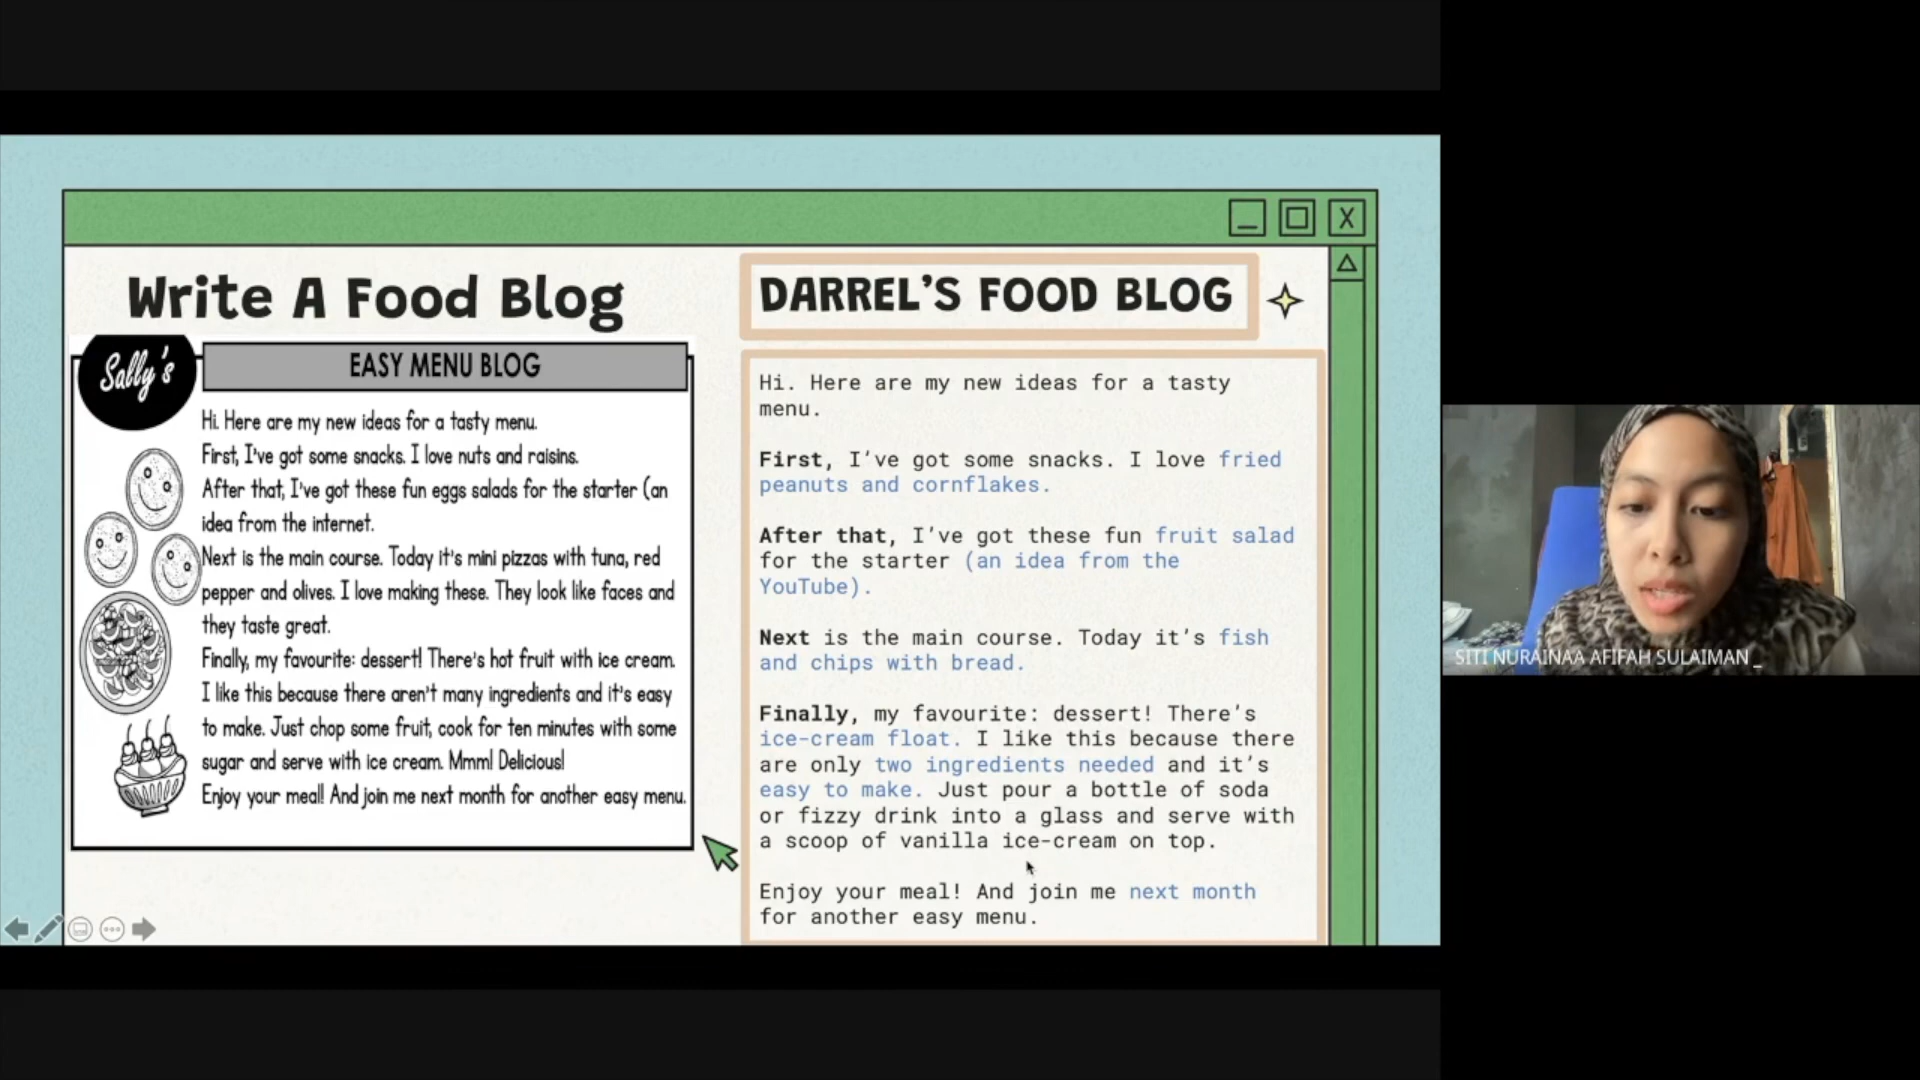 Write A Food Blog
Sally's
EASY MENU BLOG
Hi. Here are my new ideas for a tasty menu.
First, I've got some snacks. I love nuts and raisins.
After that, I've got these fun eggs salads for the starter (an
idea from the internet.
Next is the main course. Today it's mini pizzas with tuna, red
pepper and olives. I love making these. They look like faces and
they taste great.
Finally, my favourite: dessert! There's hot fruit with ice cream.
I like this because there aren't many ingredients and it's easy
to make. Just chop some fruit, cook for ten minutes with some
sugar and serve with ice cream. Mmm! Delicious!
Enjoy your meal! And join me next month for another easy menu.
DARREL'S FOOD BLOG
Hi. Here are my new ideas for a tasty
menu.
First, I've got some snacks. I love fried
peanuts and cornflakes.
After that, I've got these fun fruit salad
for the starter (an idea from the
YouTube).
Next is the main course. Today it's fish
and chips with bread.
Finally, my favourite: dessert! There's
ice-cream float. I like this because there
are only two ingredients needed and it's
easy to make. Just pour a bottle of soda
or fizzy drink into a glass and serve with
a scoop of vanilla ice-cream on top.
Enjoy your meal! And join me next month
for another easy menu.
SITI NURAINAA AFIFAH SULAIMAN _